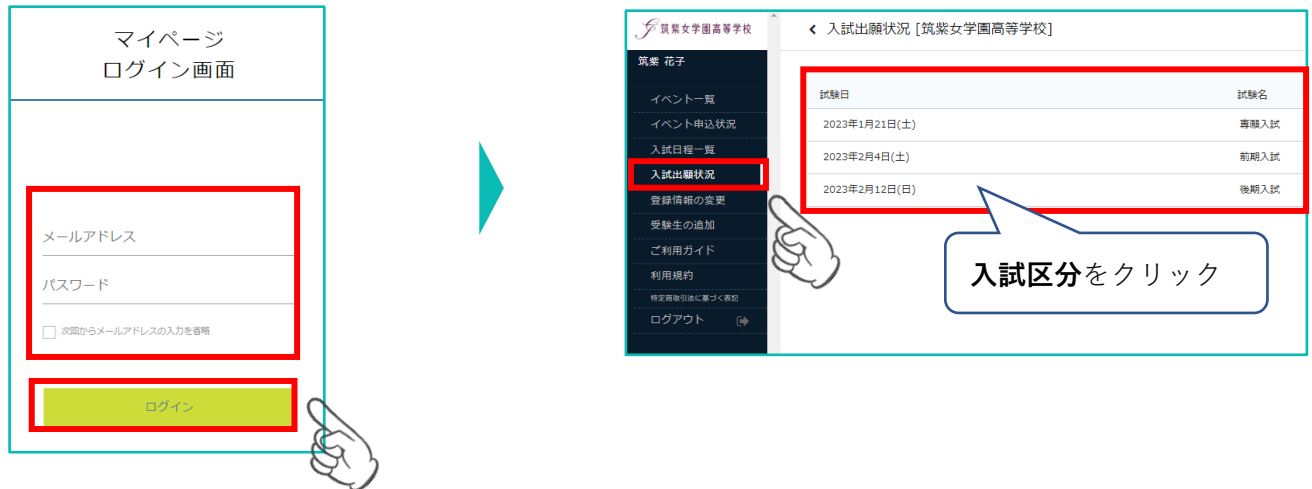 マイページ
ログイン画面
メールアドレス
パスワード
次回からメールアドレスの入力を省略
ログイン
筑紫女学園高等学校
筑紫 花子
イベント一覧
イベント申込状況
入試日程一覧
入試出願状況
登録情報の変更
受験生の追加
ご利用ガイド
利用規約
特定商取引法に基づく表記
ログアウト
入試出願状況 [筑紫女学園高等学校]
試験日 試験名
2023年1月21日(土) 専願入試
2023年2月4日(土) 前期入試
2023年2月12日(日) 後期入試
入試区分をクリック